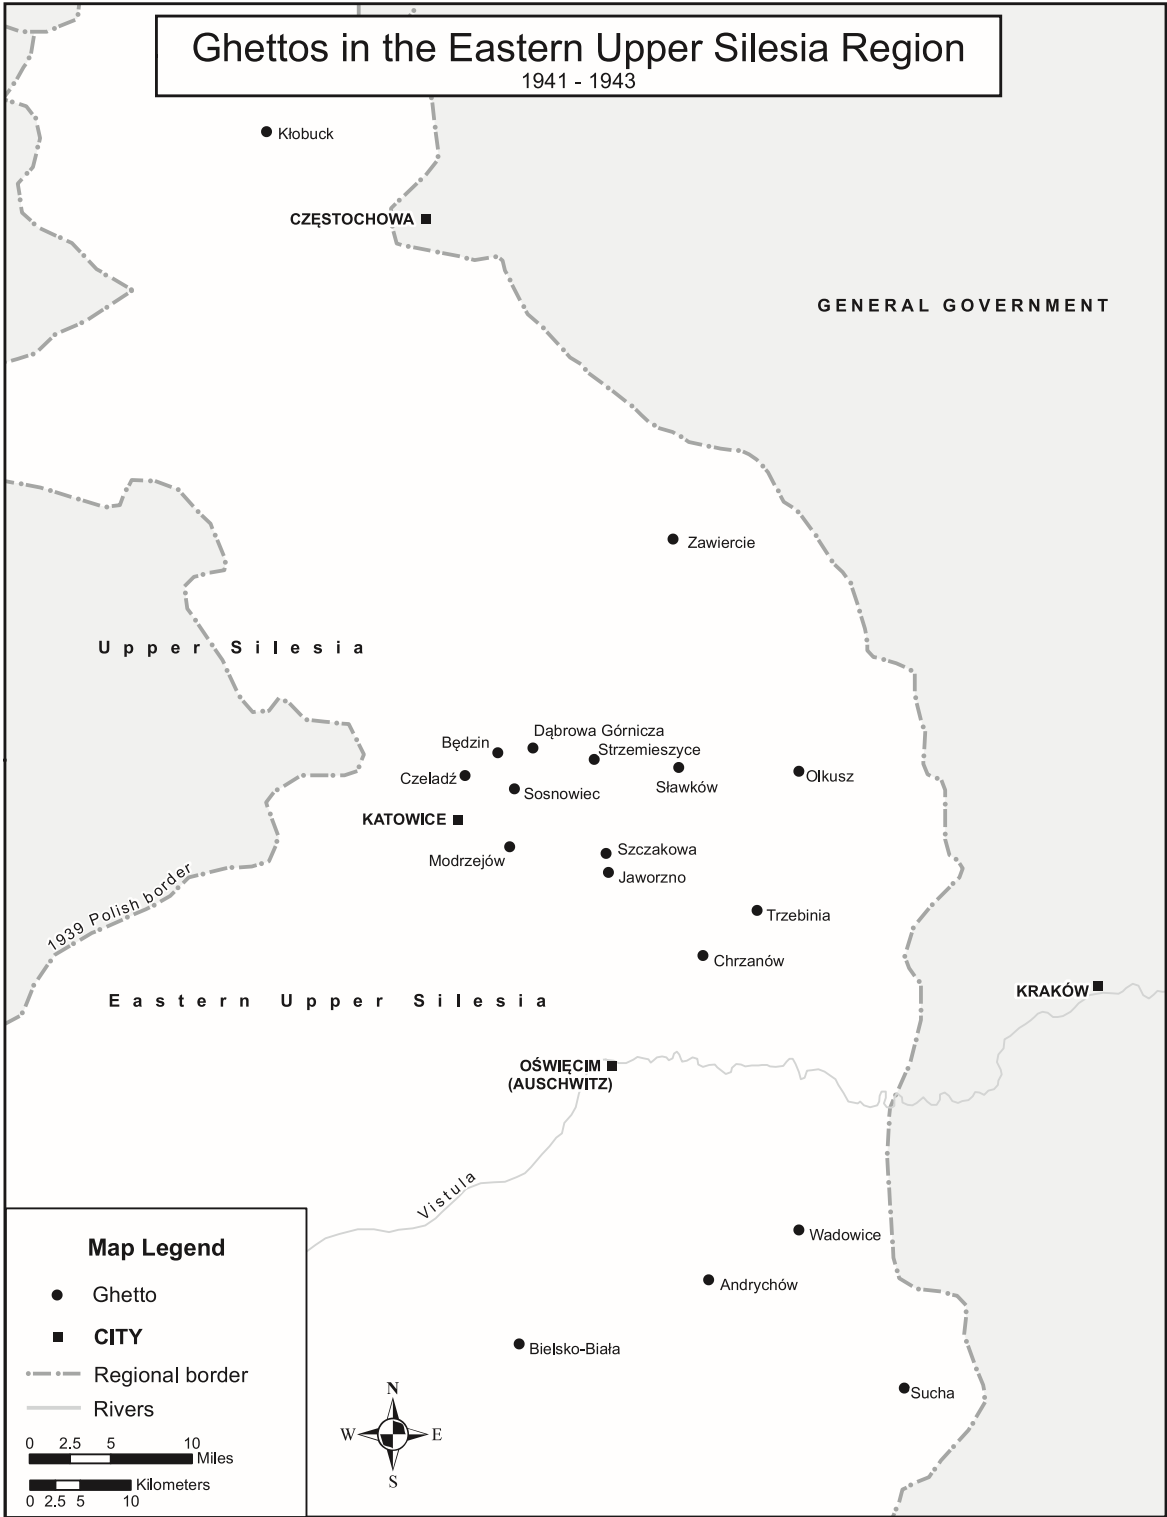 Ghettos in the Eastern Upper Silesia Region
1941 - 1943
Kłobuck
CZĘSTOCHOWA
GENERAL GOVERNMENT
Zawiercie
Upper Silesia
Dąbrowa Górnicza
Będzin
Strzemieszyce
Czeladź
Sławków
Olkusz
Sosnowiec
KATOWICE
Modrzejów
Szczakowa
Jaworzno
1939 Polish border
Trzebinia
Chrzanów
Eastern Upper Silesia
KRAKÓW
OŚWIĘCIM
(AUSCHWITZ)
Vistula
Wadowice
Andrychów
Bielsko-Biała
Sucha
Map Legend
Ghetto
CITY
Regional border
Rivers
0 2.5 5 10
Miles
Kilometers
0 2.5 5 10
N
W E
S